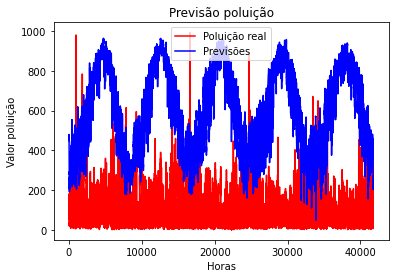 Previsão poluição
Poluição real
Previsões
Valor poluição
1000
800
600
400
200
0
0
10000
20000
30000
40000
Horas